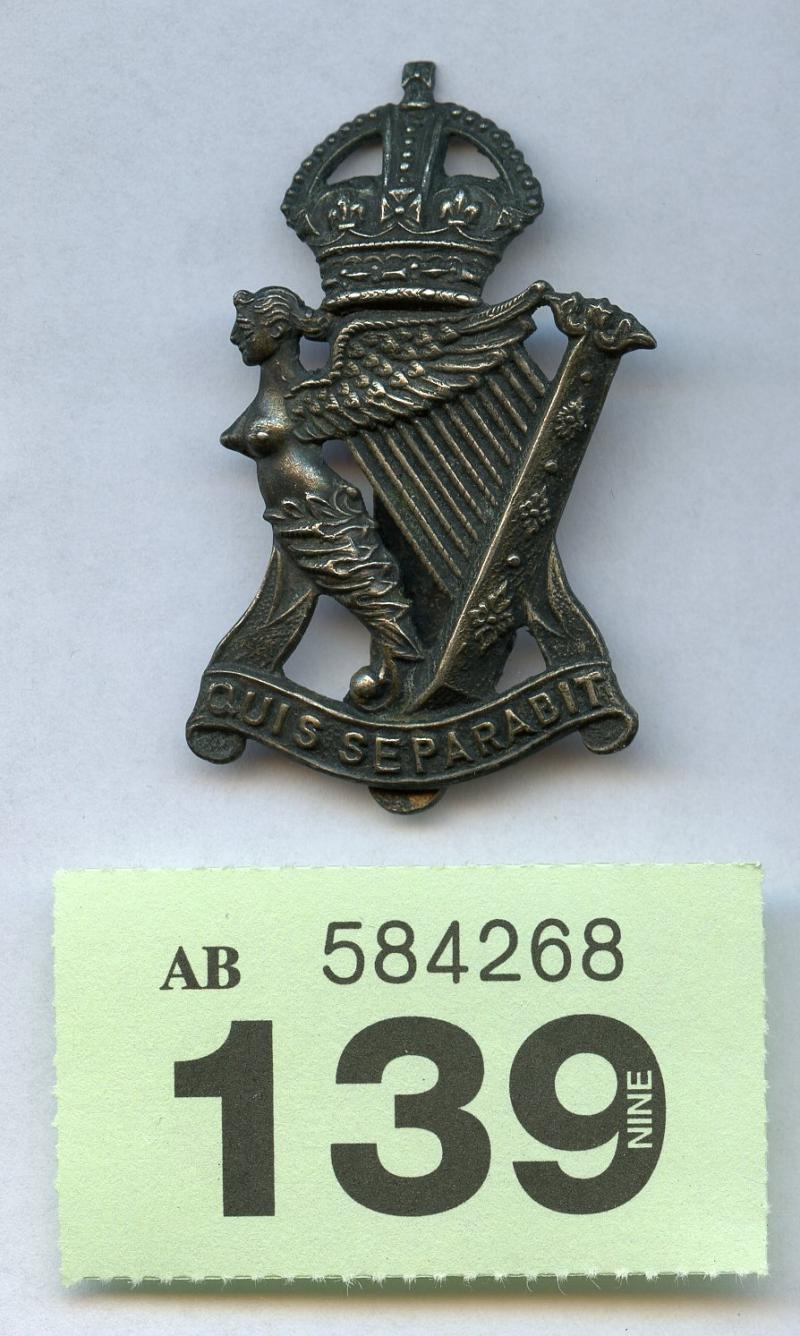 QUIS SEPARABIT
AB 584268
139
NINE